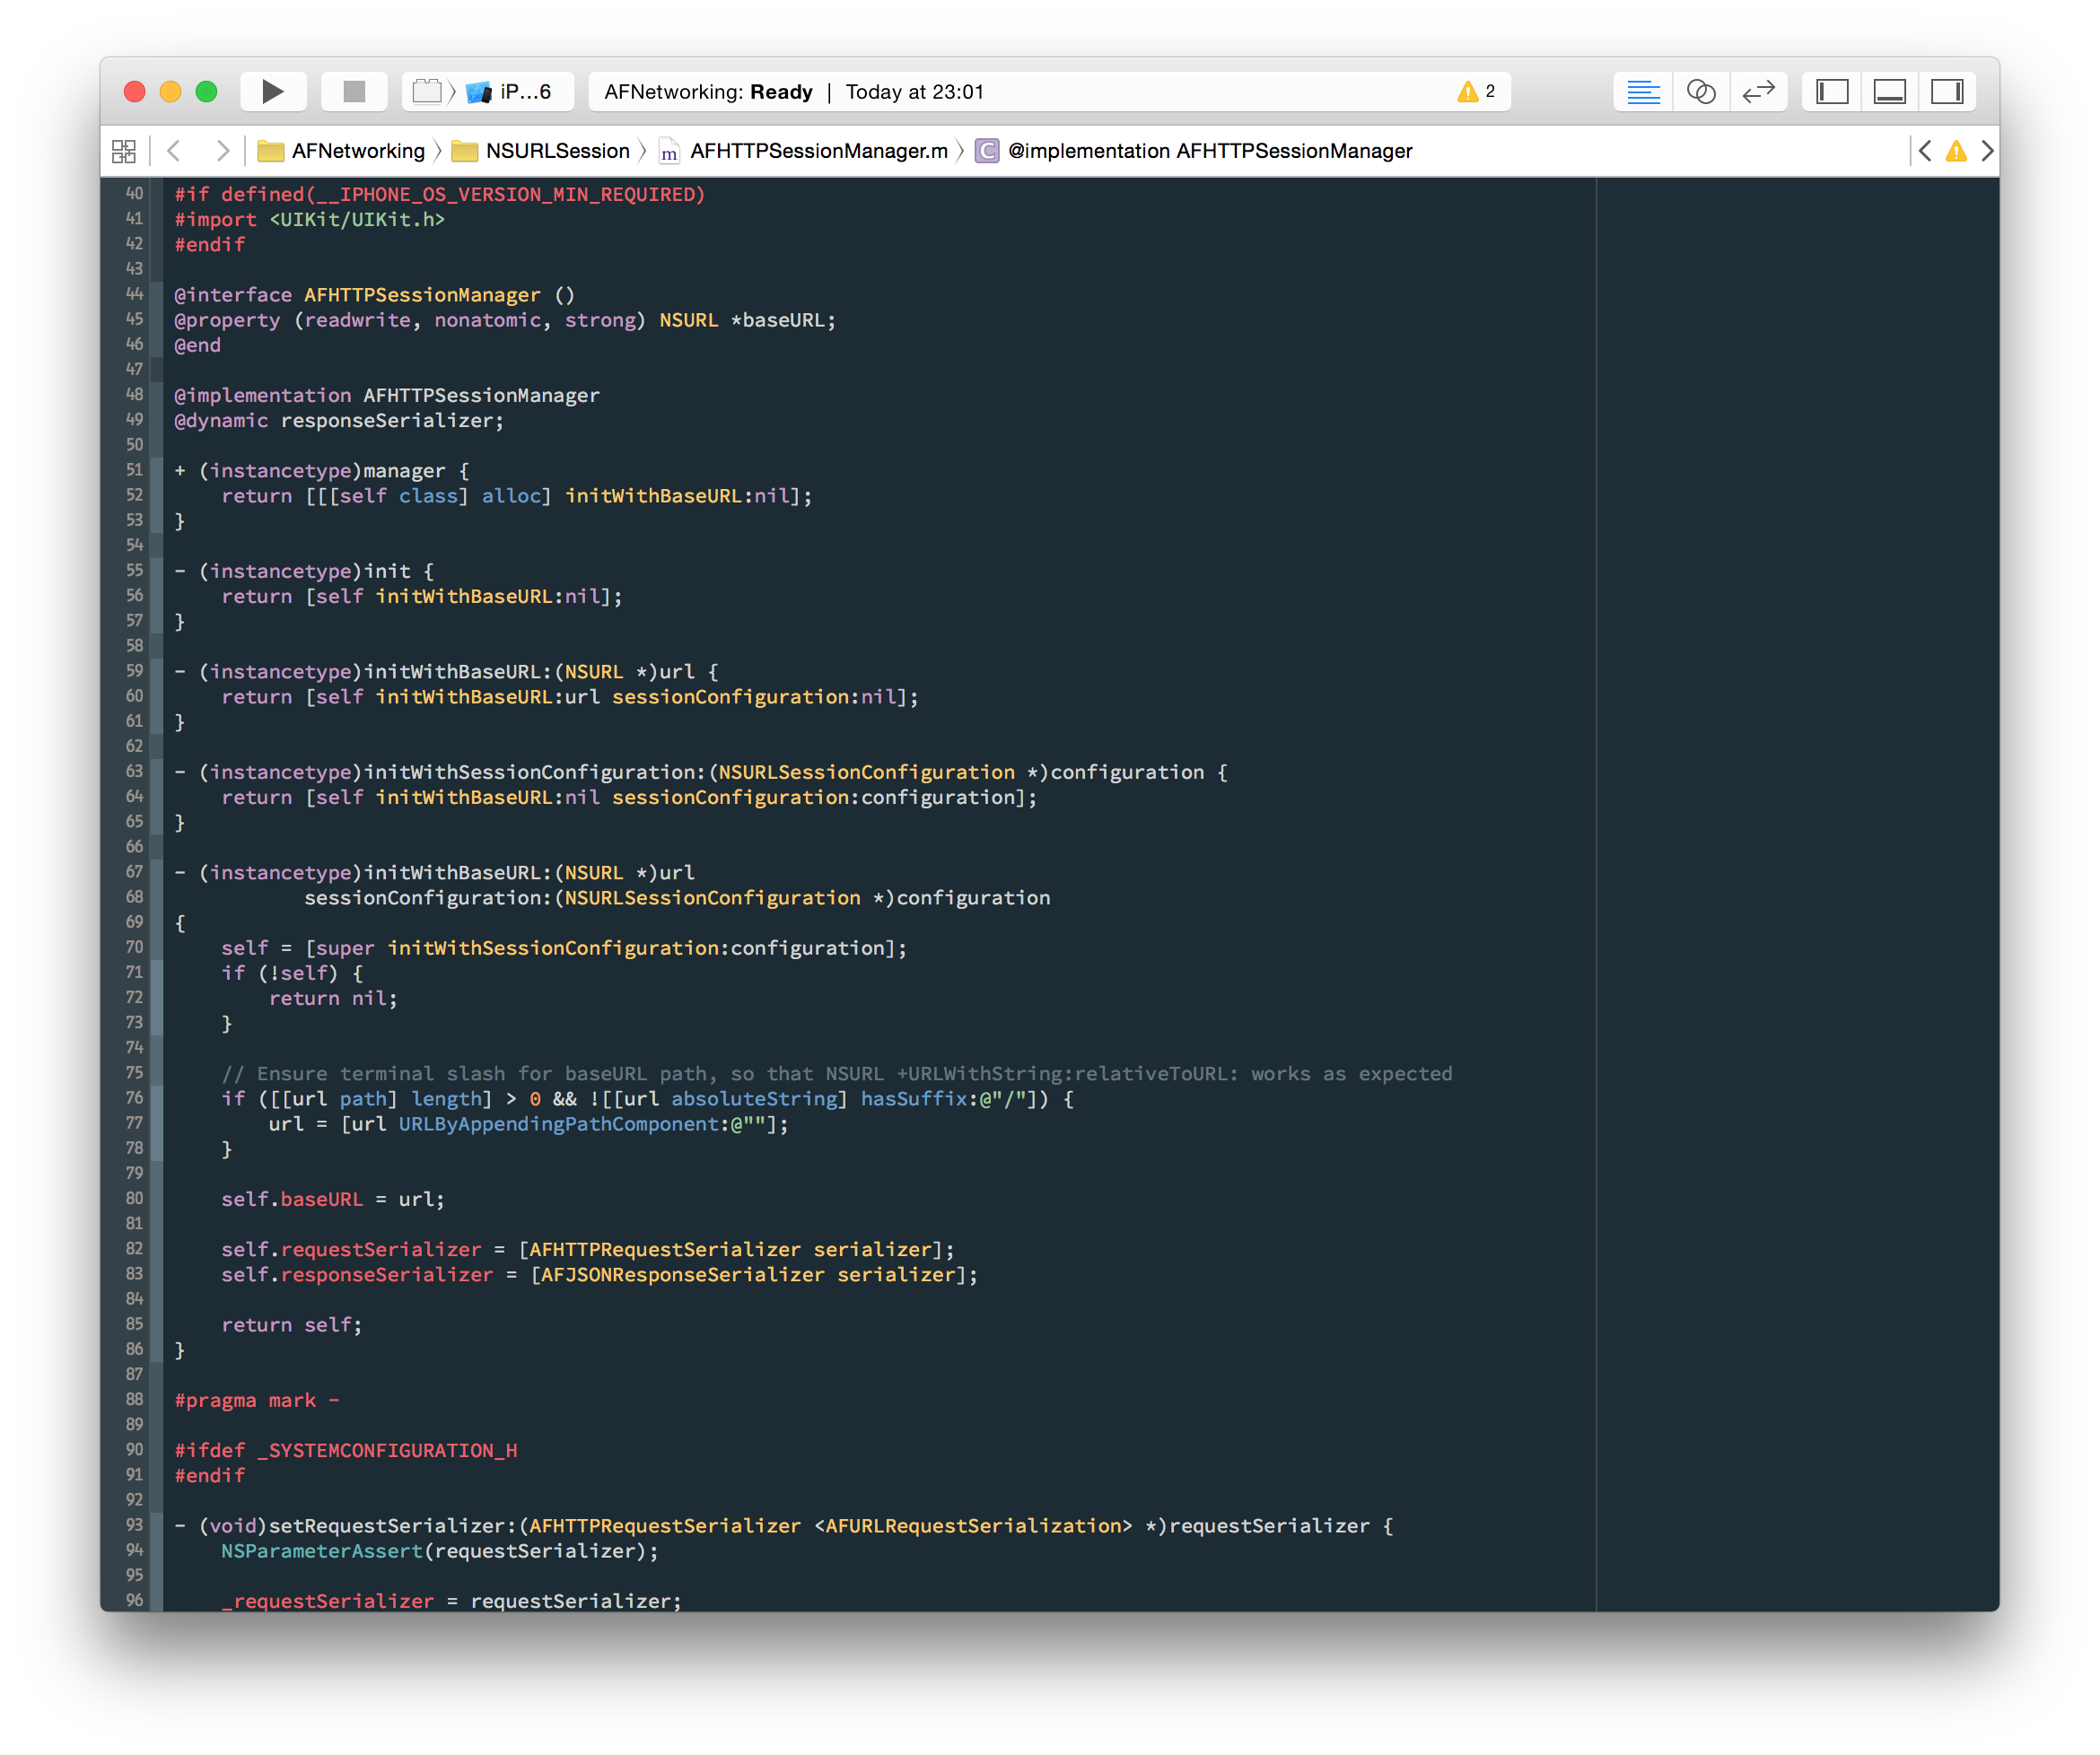 iP...6
AFNetworking: Ready | Today at 23:01
2
AFNetworking NSURLSession m AFHTTPSessionManager.m C @implementation AFHTTPSessionManager
40 #if defined(__IPHONE_OS_VERSION_MIN_REQUIRED)
41 #import <UIKit/UIKit.h>
42 #endif
43
44 @interface AFHTTPSessionManager ()
45 @property (readwrite, nonatomic, strong) NSURL *baseURL;
46 @end
47
48 @implementation AFHTTPSessionManager
49 @dynamic responseSerializer;
50
51 + (instancetype)manager {
52     return [[[self class] alloc] initWithBaseURL:nil];
53 }
54
55 - (instancetype)init {
56     return [self initWithBaseURL:nil];
57 }
58
59 - (instancetype)initWithBaseURL:(NSURL *)url {
60     return [self initWithBaseURL:url sessionConfiguration:nil];
61 }
62
63 - (instancetype)initWithSessionConfiguration:(NSURLSessionConfiguration *)configuration {
64     return [self initWithBaseURL:nil sessionConfiguration:configuration];
65 }
66
67 - (instancetype)initWithBaseURL:(NSURL *)url
68            sessionConfiguration:(NSURLSessionConfiguration *)configuration
69 {
70     self = [super initWithSessionConfiguration:configuration];
71     if (!self) {
72         return nil;
73     }
74
75     // Ensure terminal slash for baseURL path, so that NSURL +URLWithString:relativeToURL: works as expected
76     if ([[url path] length] > 0 && ![[url absoluteString] hasSuffix:@"/"]) {
77         url = [url URLByAppendingPathComponent:@""];
78     }
79
80     self.baseURL = url;
81
82     self.requestSerializer = [AFHTTPRequestSerializer serializer];
83     self.responseSerializer = [AFJSONResponseSerializer serializer];
84
85     return self;
86 }
87
88 #pragma mark -
89
90 #ifdef _SYSTEMCONFIGURATION_H
91 #endif
92
93 - (void)setRequestSerializer:(AFHTTPRequestSerializer <AFURLRequestSerialization> *)requestSerializer {
94     NSParameterAssert(requestSerializer);
95
96     _requestSerializer = requestSerializer;